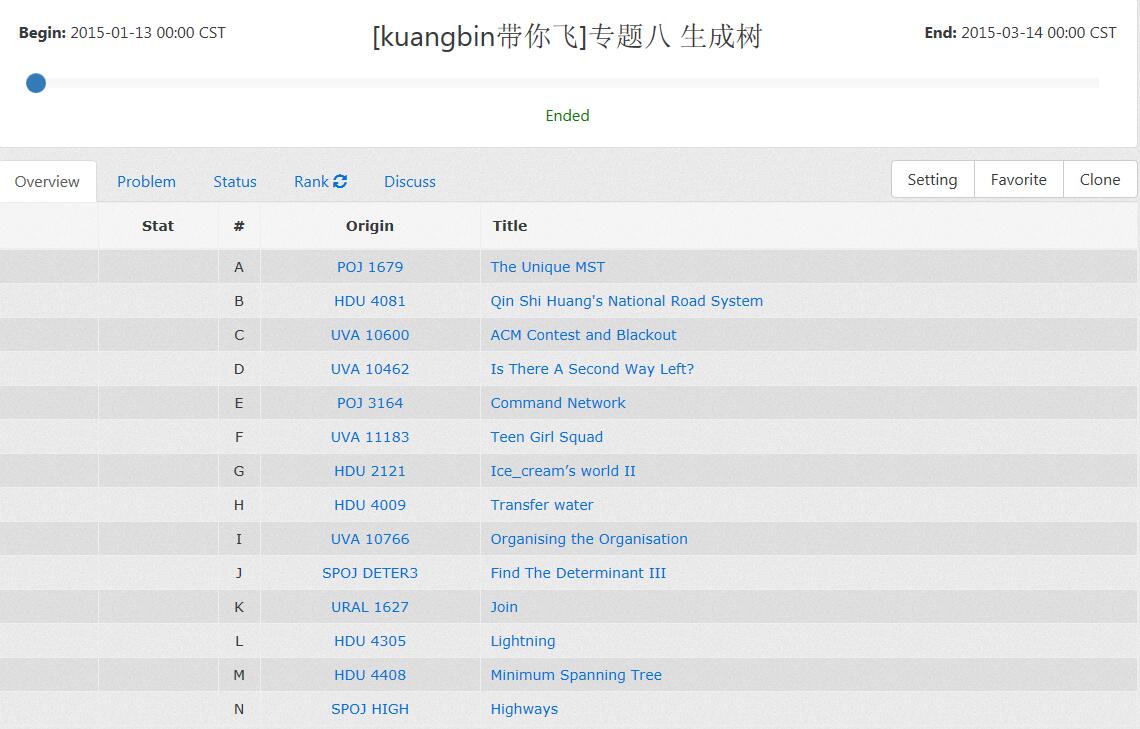 Begin: 2015-01-13 00:00 CST [kuangbin带你飞]专题八 生成树 End: 2015-03-14 00:00 CST
Ended
Overview Problem Status Rank Discuss Setting Favorite Clone
Stat # Origin Title
A POJ 1679 The Unique MST
B HDU 4081 Qin Shi Huang's National Road System
C UVA 10600 ACM Contest and Blackout
D UVA 10462 Is There A Second Way Left?
E POJ 3164 Command Network
F UVA 11183 Teen Girl Squad
G HDU 2121 Ice_cream’s world II
H HDU 4009 Transfer water
I UVA 10766 Organising the Organisation
J SPOJ DETER3 Find The Determinant III
K URAL 1627 Join
L HDU 4305 Lightning
M HDU 4408 Minimum Spanning Tree
N SPOJ HIGH Highways